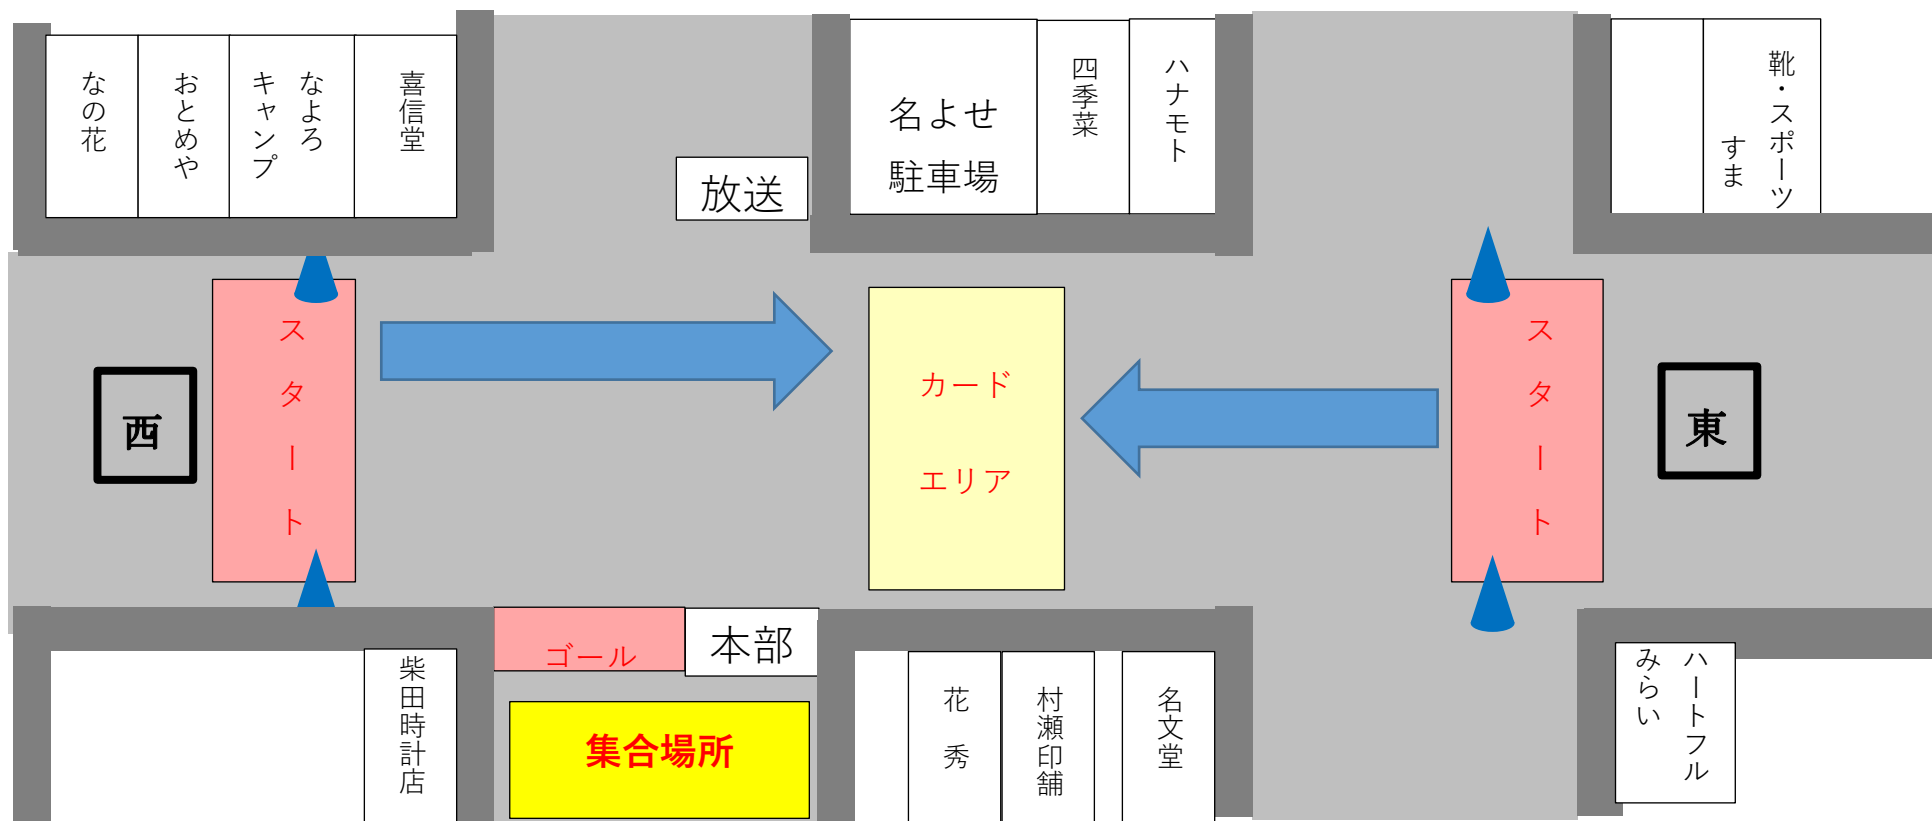 なの花
おとめや
なよろ
キャンプ
喜信堂
放送
名よせ
駐車場
四季菜
ハナモト
靴・スポーツ
すま
西
スタート
カード
エリア
スタート
東
ゴール
本部
集合場所
柴田時計店
花秀
村瀬印舗
名文堂
ハートフル
みらい